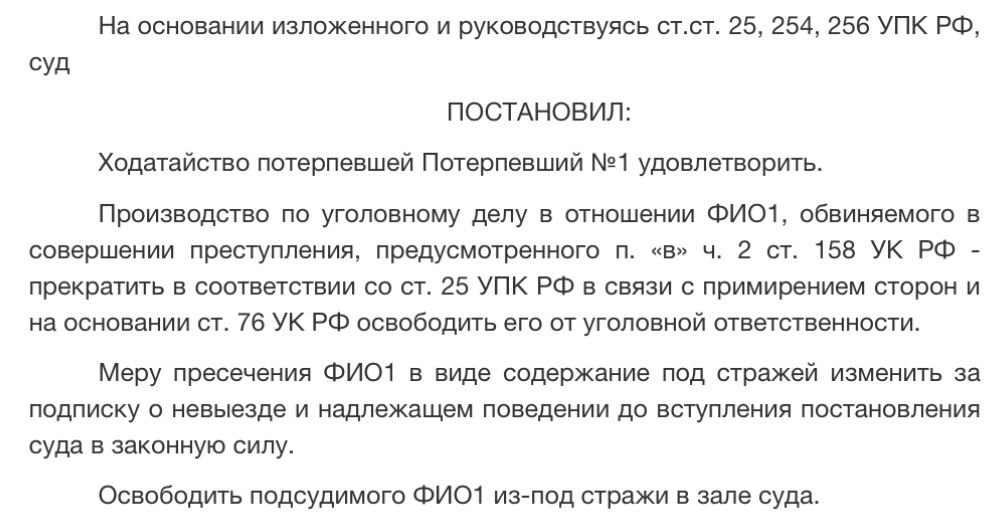 На основании изложенного и руководствуясь ст.ст. 25, 254, 256 УПК РФ,
суд
ПОСТАНОВИЛ:
Ходатайство потерпевшей Потерпевший №1 удовлетворить.
Производство по уголовному делу в отношении ФИО1, обвиняемого в
совершении преступления, предусмотренного п. «в» ч. 2 ст. 158 УК РФ -
прекратить в соответствии со ст. 25 УПК РФ в связи с примирением сторон и
на основании ст. 76 УК РФ освободить его от уголовной ответственности.
Меру пресечения ФИО1 в виде содержание под стражей изменить за
подписку о невыезде и надлежащем поведении до вступления постановления
суда в законную силу.
Освободить подсудимого ФИО1 из-под стражи в зале суда.